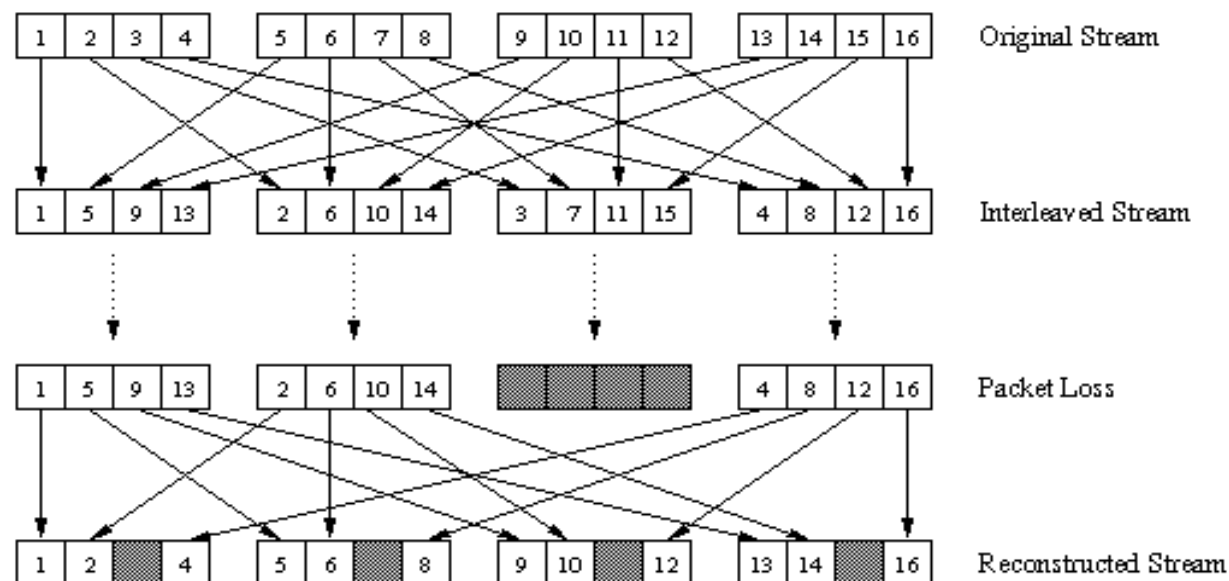 1 2 3 4 5 6 7 8 9 10 11 12 13 14 15 16 Original Stream
1 5 9 13 2 6 10 14 3 7 11 15 4 8 12 16 Interleaved Stream
1 5 9 13 2 6 10 14 4 8 12 16 Packet Loss
1 2 4 5 6 8 9 10 12 13 14 16 Reconstructed Stream